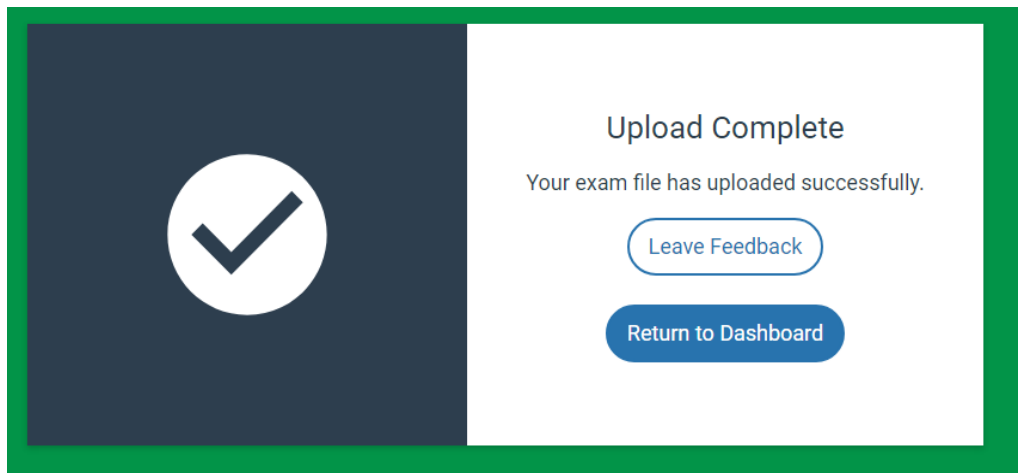 Upload Complete
Your exam file has uploaded successfully.
Leave Feedback
Return to Dashboard